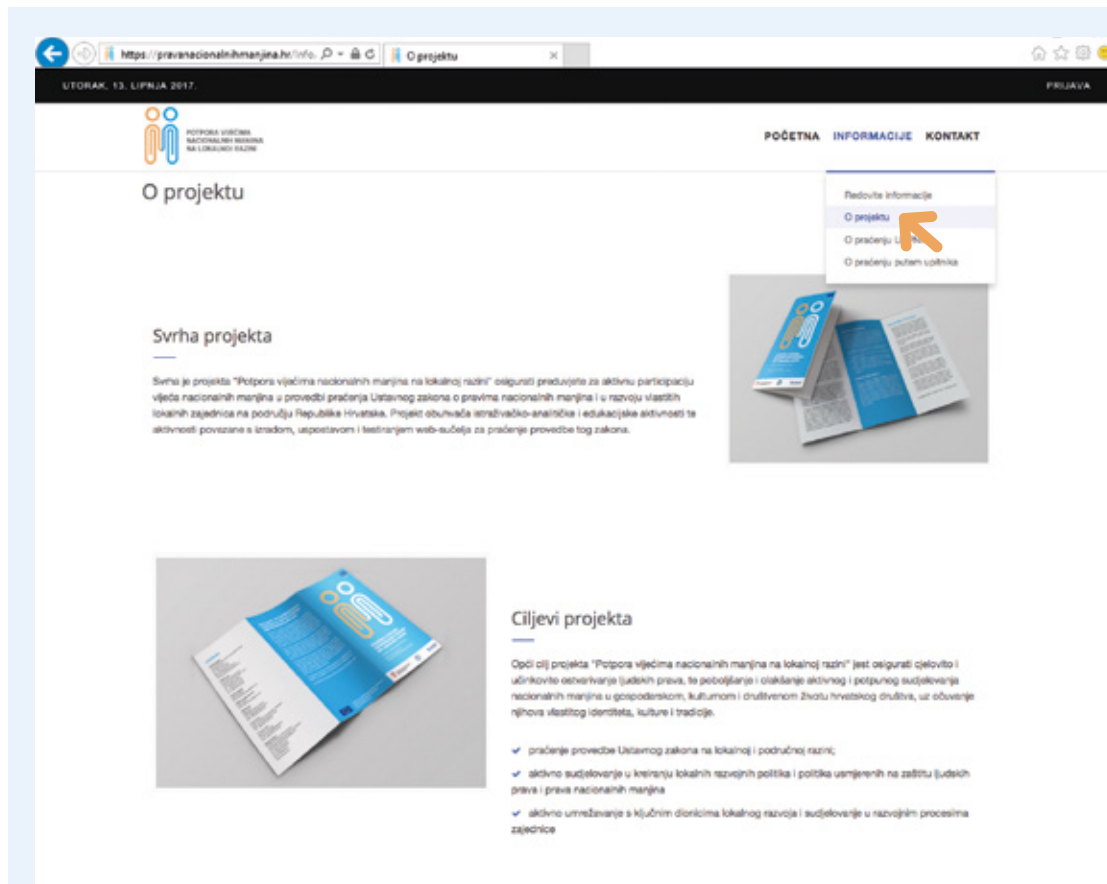 https://pravanacionalnihmanjina.hr/info.
O projektu
UTORAK, 13. LIPNJA 2017.
PRIJAVA
POTPORA VIJEĆIMA
NACIONALNIH MANJINA
NA LOKALNOJ RAZINI
POČETNA INFORMACIJE KONTAKT
O projektu
Redovite informacije
O projektu
O praćenju
O praćenju putem upitnika
Svrha projekta
Svrha je projekta "Potpora vijećima nacionalnih manjina na lokalnoj razini" osigurati preduvjete za aktivnu participaciju
vijeća nacionalnih manjina u provedbi praćenja Ustavnog zakona o pravima nacionalnih manjina i u razvoju vlastitih
lokalnih zajednica na području Republike Hrvatske. Projekt obuhvaća istraživačko-analitičke i edukacijske aktivnosti te
aktivnosti povezane s izradom, uspostavom i testiranjem web-sučelja za praćenje provedbe tog zakona.
Ciljevi projekta
Opći cilj projekta "Potpora vijećima nacionalnih manjina na lokalnoj razini" jest osigurati cjelovito i
učinkovito ostvarivanje ljudskih prava, te poboljšanje i olakšanje aktivnog i potpunog sudjelovanja
nacionalnih manjina u gospodarskom, kulturnom i društvenom životu hrvatskog društva, uz očuvanje
njihova vlastitog identiteta, kulture i tradicije.
praćenje provedbe Ustavnog zakona na lokalnoj i područnoj razini;
aktivno sudjelovanje u kreiranju lokalnih razvojnih politika i politika usmjerenih na zaštitu ljudskih
prava i prava nacionalnih manjina
aktivno umrežavanje s ključnim dionicima lokalnog razvoja i sudjelovanje u razvojnim procesima
zajednice